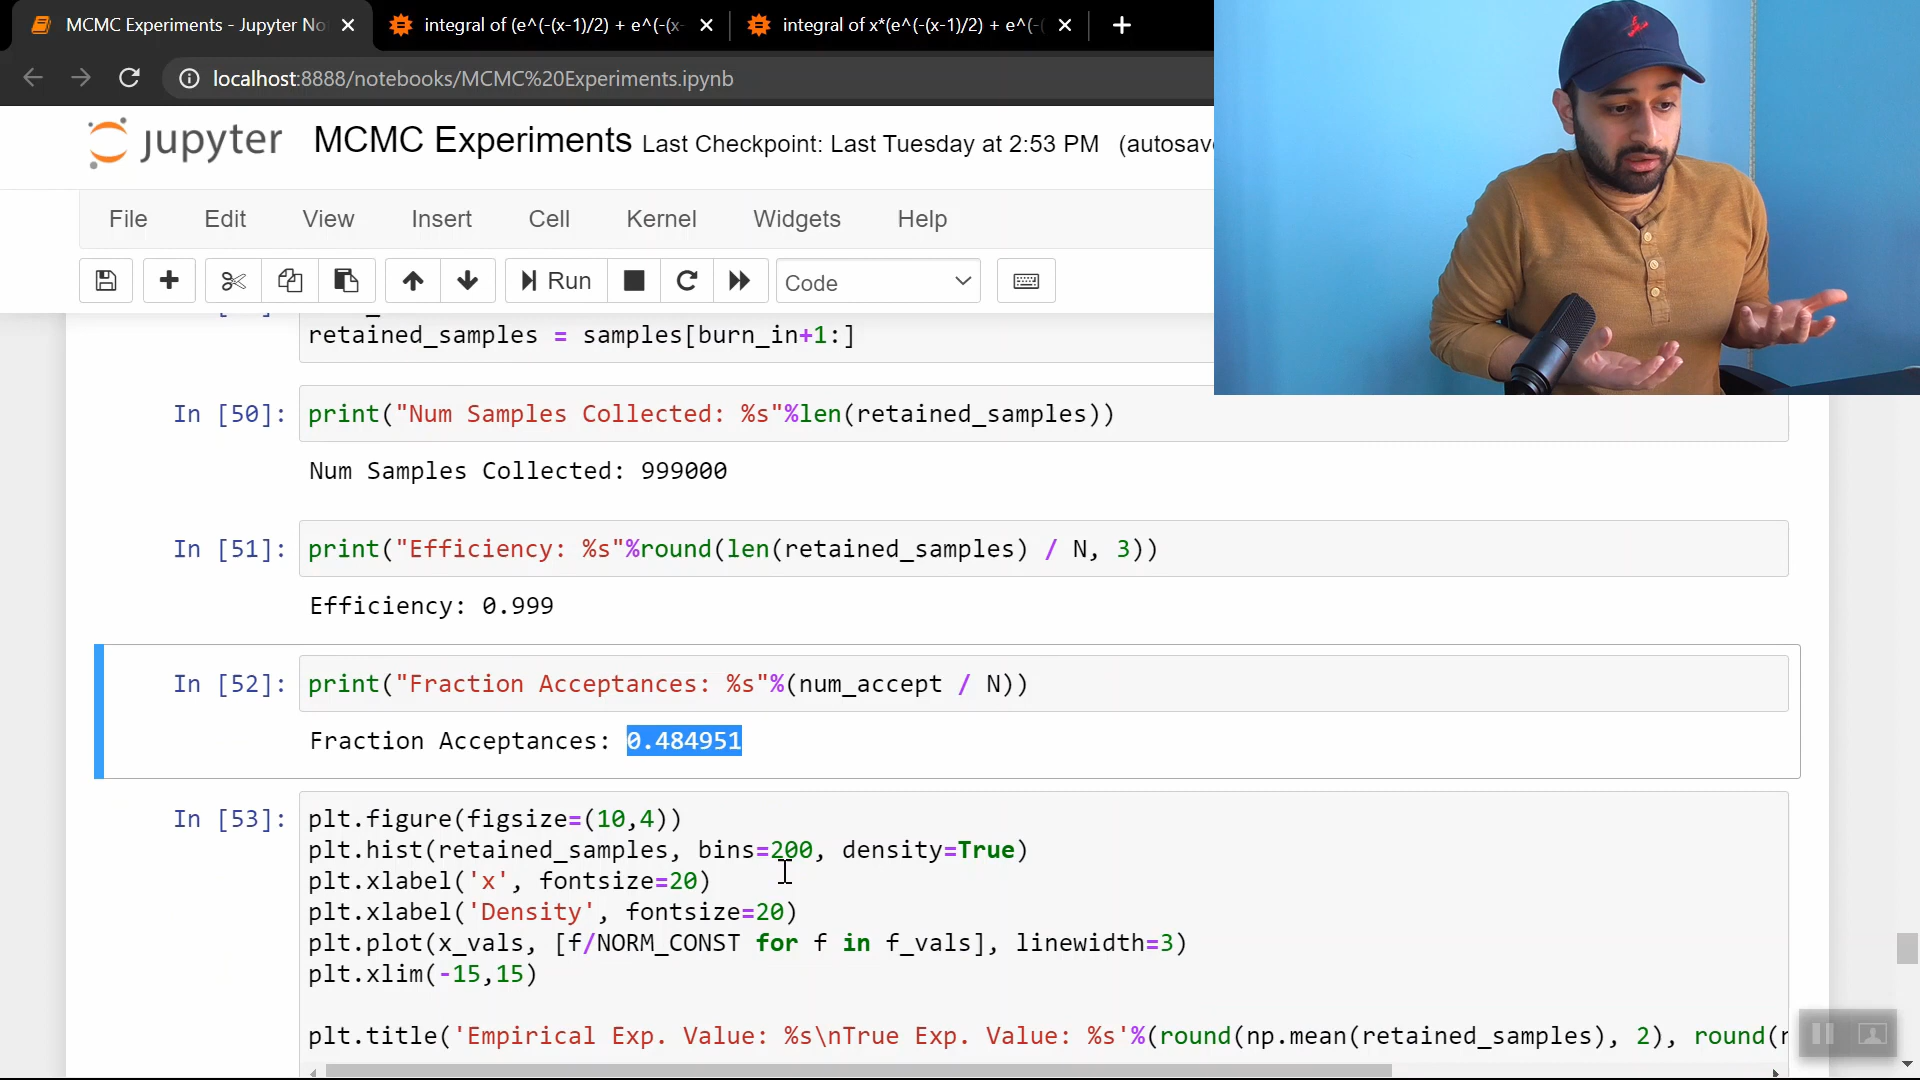 MCMC Experiments - Jupyter No
integral of (e^(-(x-1)/2) + e^(-(x-
integral of x*(e^(-(x-1)/2) + e^(-(
localhost:8888/notebooks/MCMC%20Experiments.ipynb
jupyter MCMC Experiments Last Checkpoint: Last Tuesday at 2:53 PM (autosave
File Edit View Insert Cell Kernel Widgets Help
Run Code
retained_samples = samples[burn_in+1:]
In [50]: print("Num Samples Collected: %s"%len(retained_samples))
Num Samples Collected: 999000
In [51]: print("Efficiency: %s"%round(len(retained_samples) / N, 3))
Efficiency: 0.999
In [52]: print("Fraction Acceptances: %s"%(num_accept / N))
Fraction Acceptances: 0.484951
In [53]: plt.figure(figsize=(10,4))
plt.hist(retained_samples, bins=200, density=True)
plt.xlabel('x', fontsize=20)
plt.xlabel('Density', fontsize=20)
plt.plot(x_vals, [f/NORM_CONST for f in f_vals], linewidth=3)
plt.xlim(-15,15)
plt.title('Empirical Exp. Value: %s\nTrue Exp. Value: %s'%(round(np.mean(retained_samples), 2), round(r